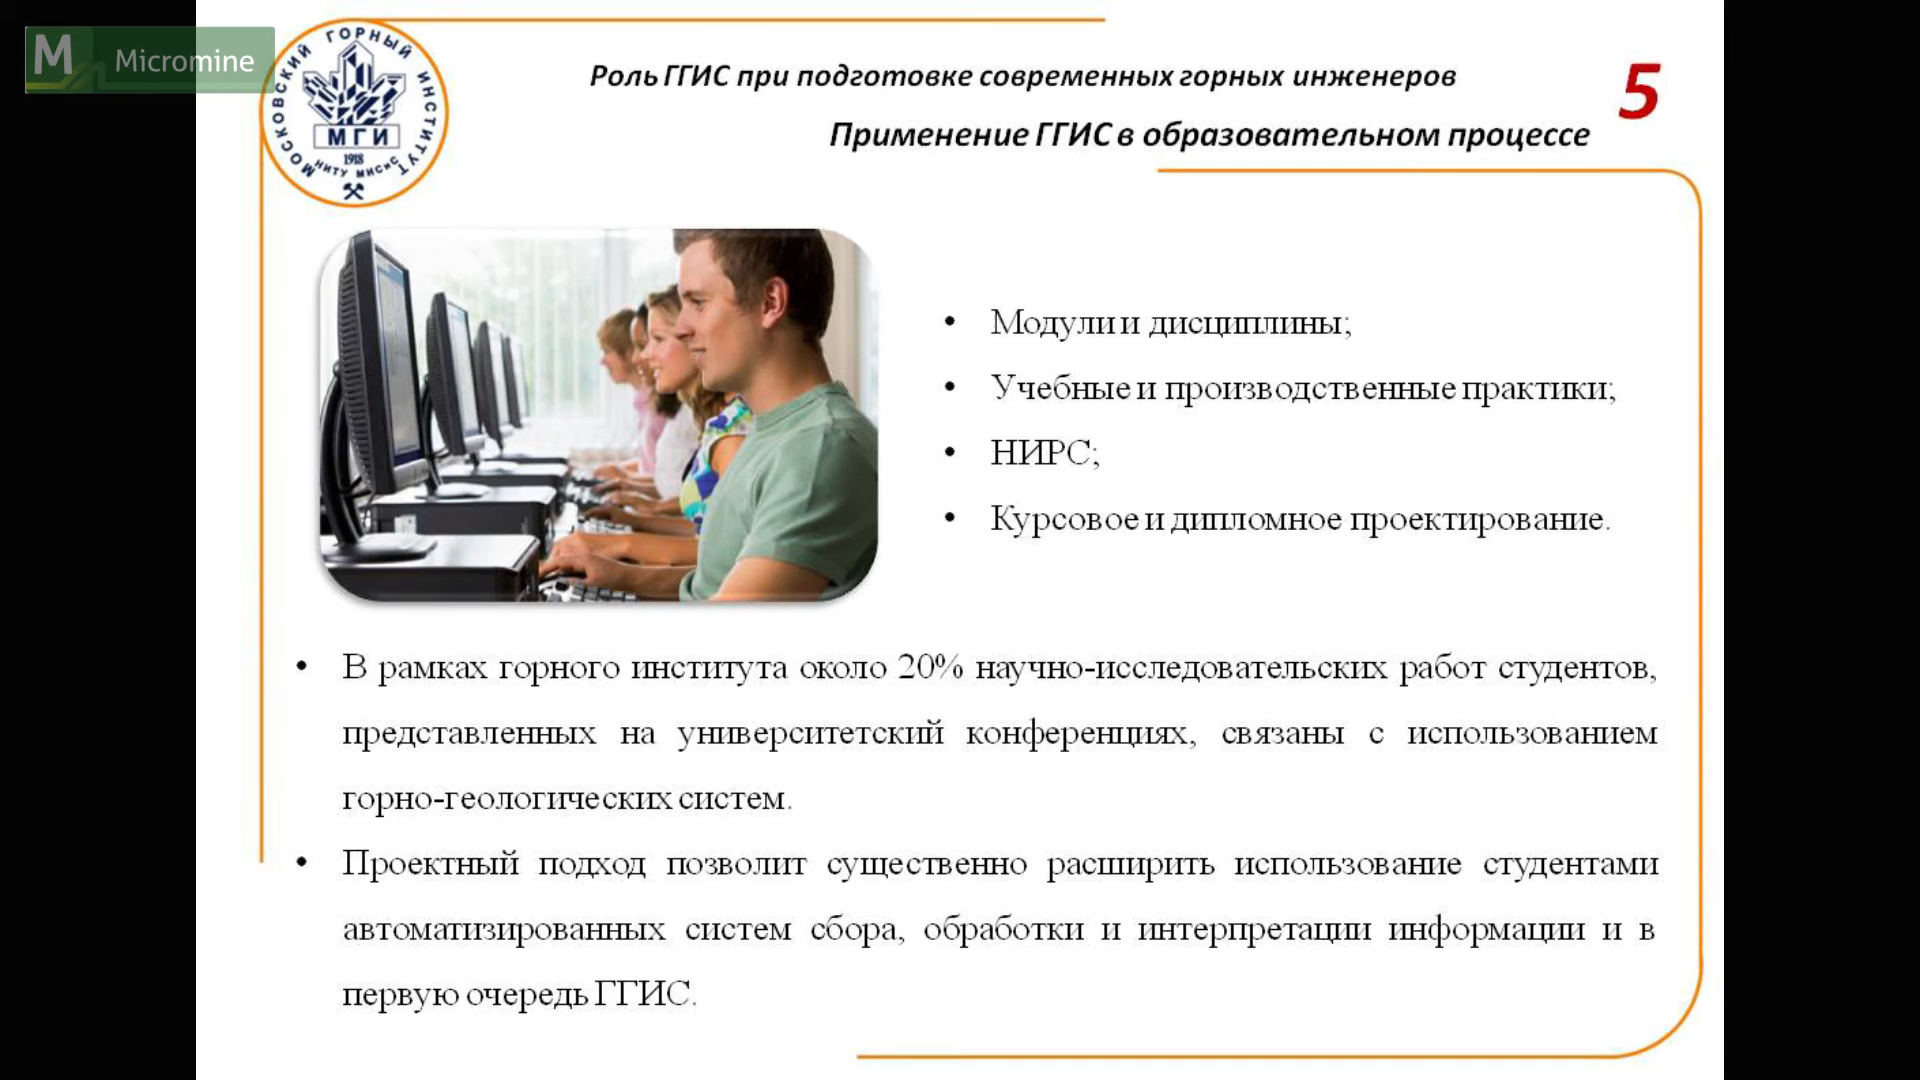 Micromine
МОСКОВСКИЙ ГОРНЫЙ ИНСТИТУТ
МГИ
1918
НИТУ МИСиС
Роль ГГИС при подготовке современных горных инженеров
5
Применение ГГИС в образовательном процессе
• Модули и дисциплины;
• Учебные и производственные практики;
• НИРС;
• Курсовое и дипломное проектирование.
• В рамках горного института около 20% научно-исследовательских работ студентов,
представленных на университетский конференциях, связаны с использованием
горно-геологических систем.
• Проектный подход позволит существенно расширить использование студентами
автоматизированных систем сбора, обработки и интерпретации информации и в
первую очередь ГГИС.